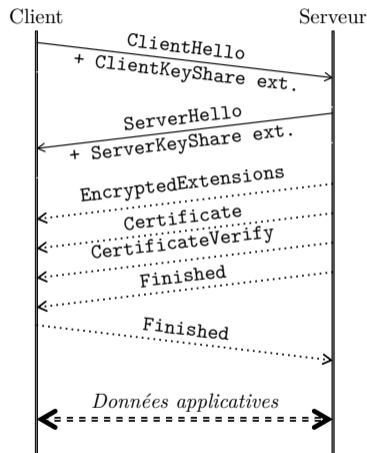 Client Serveur
ClientHello
+ ClientKeyShare ext.
ServerHello
+ ServerKeyShare ext.
EncryptedExtensions
Certificate
CertificateVerify
Finished
Finished
Données applicatives